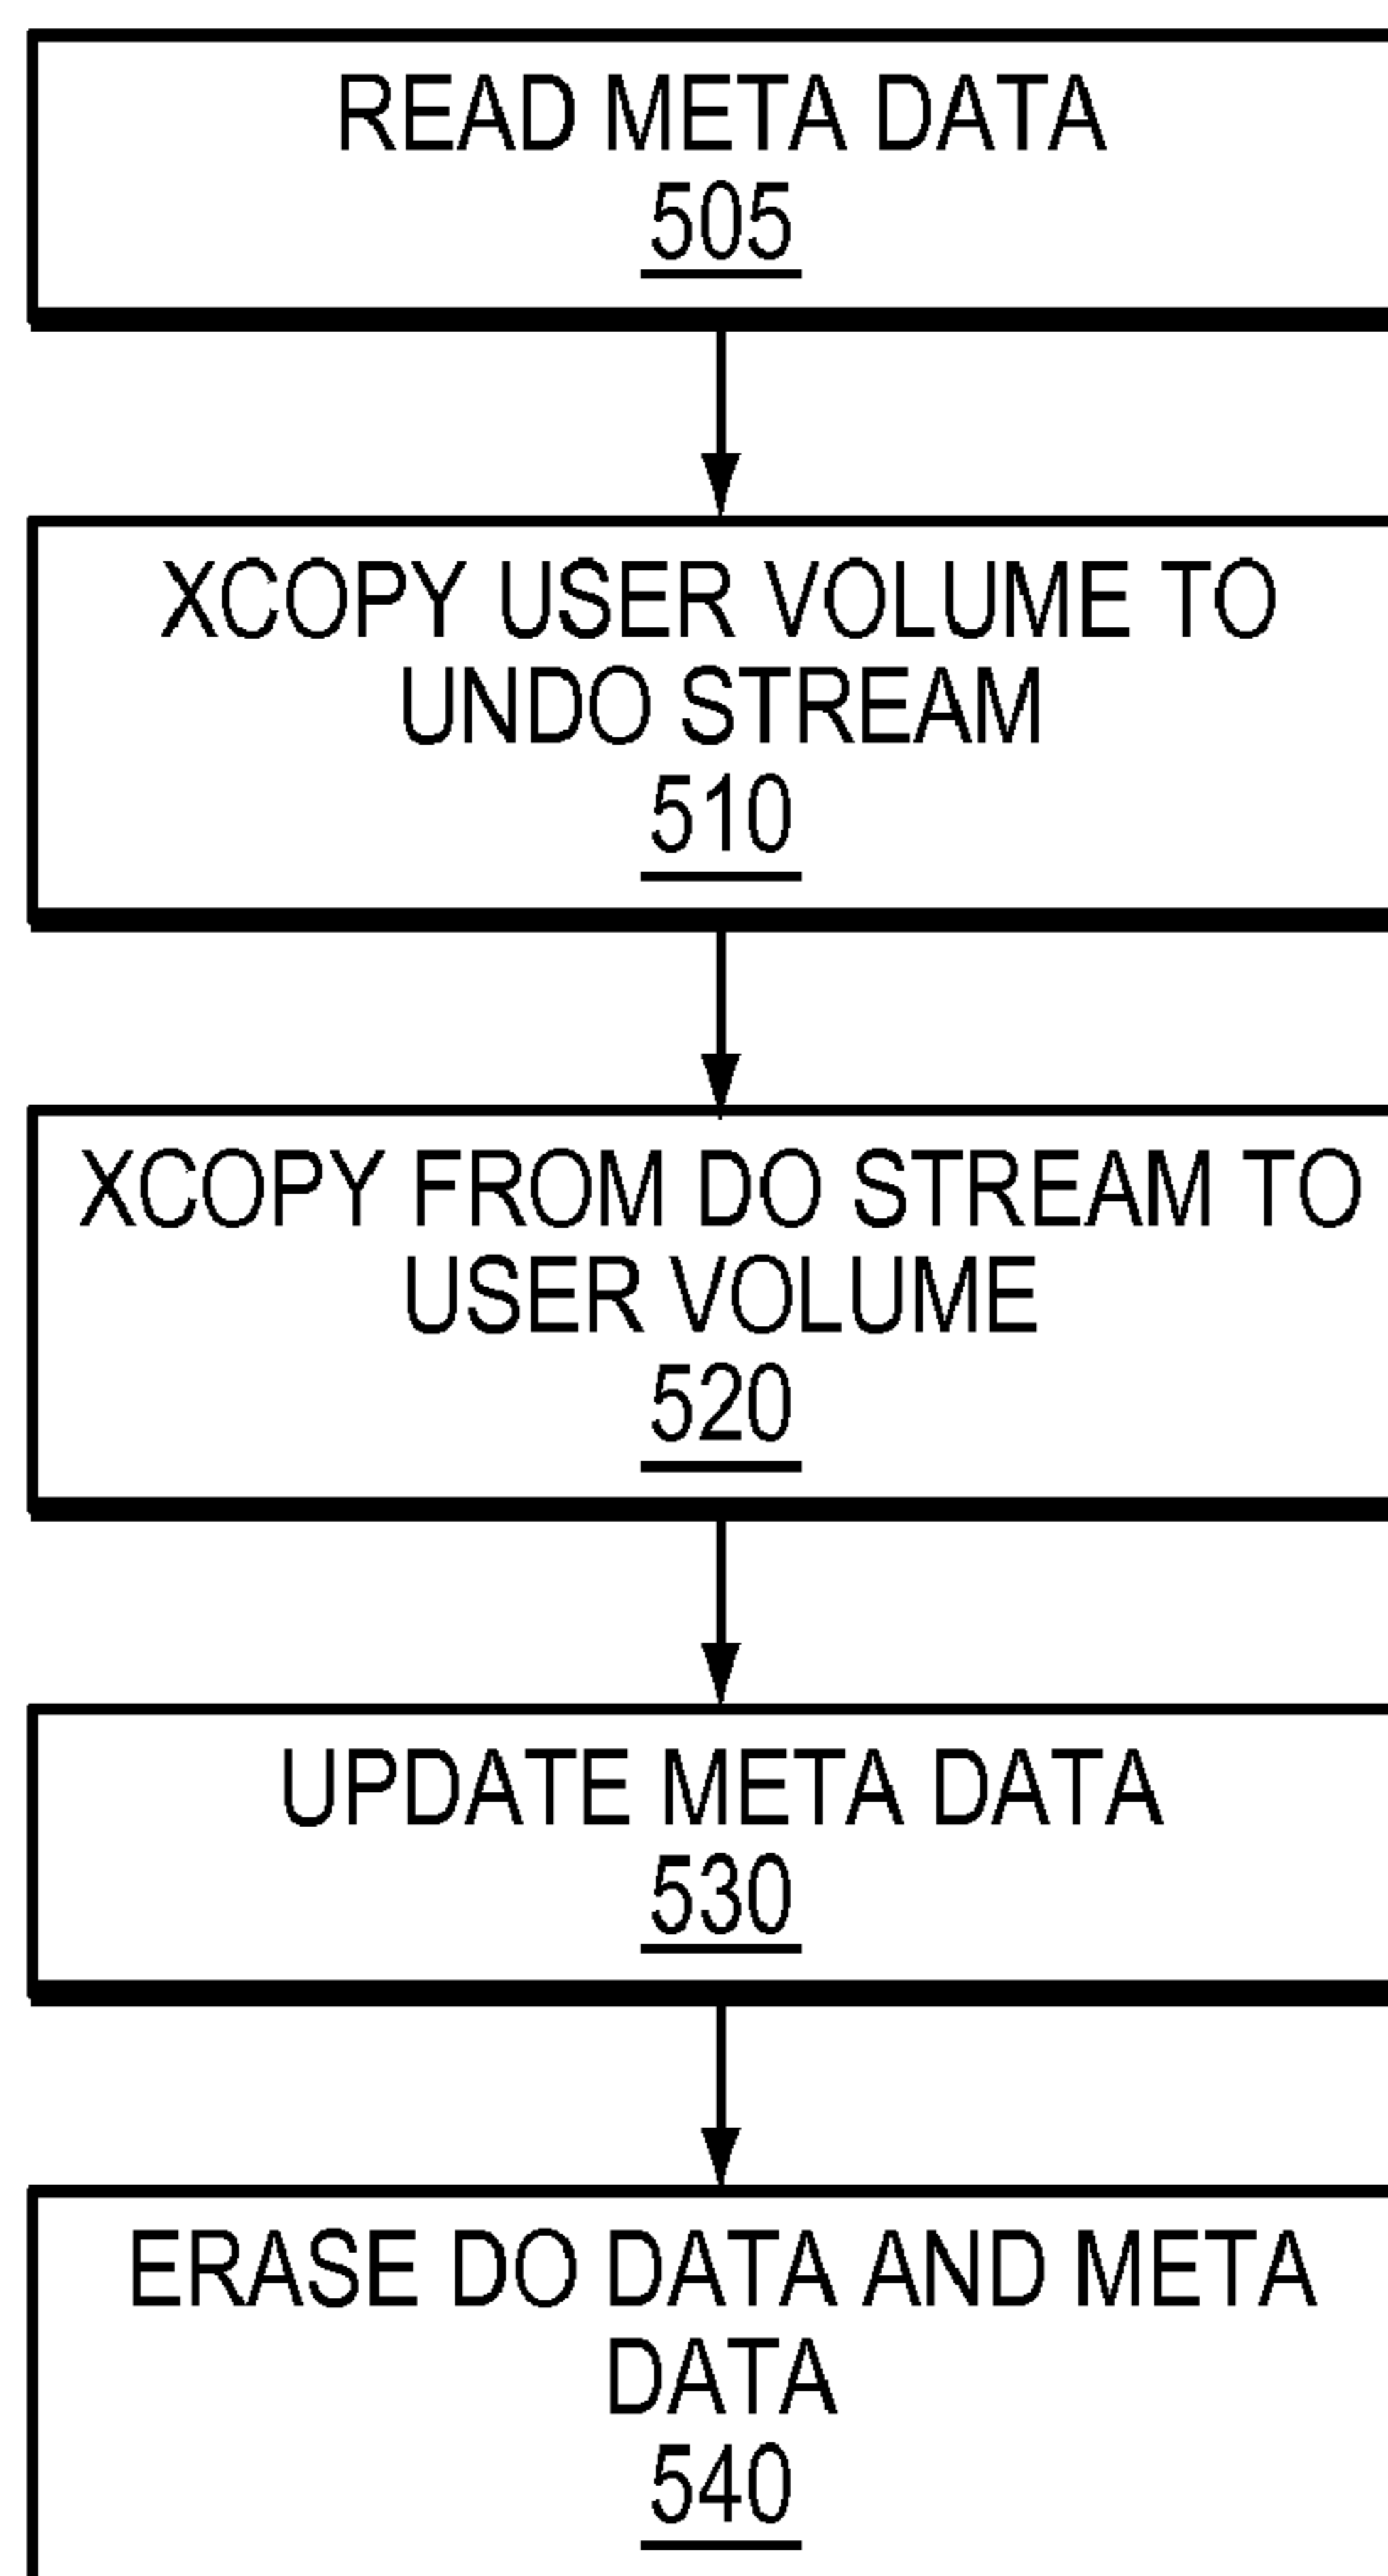 READ META DATA
505
XCOPY USER VOLUME TO
UNDO STREAM
510
XCOPY FROM DO STREAM TO
USER VOLUME
520
UPDATE META DATA
530
ERASE DO DATA AND META
DATA
540